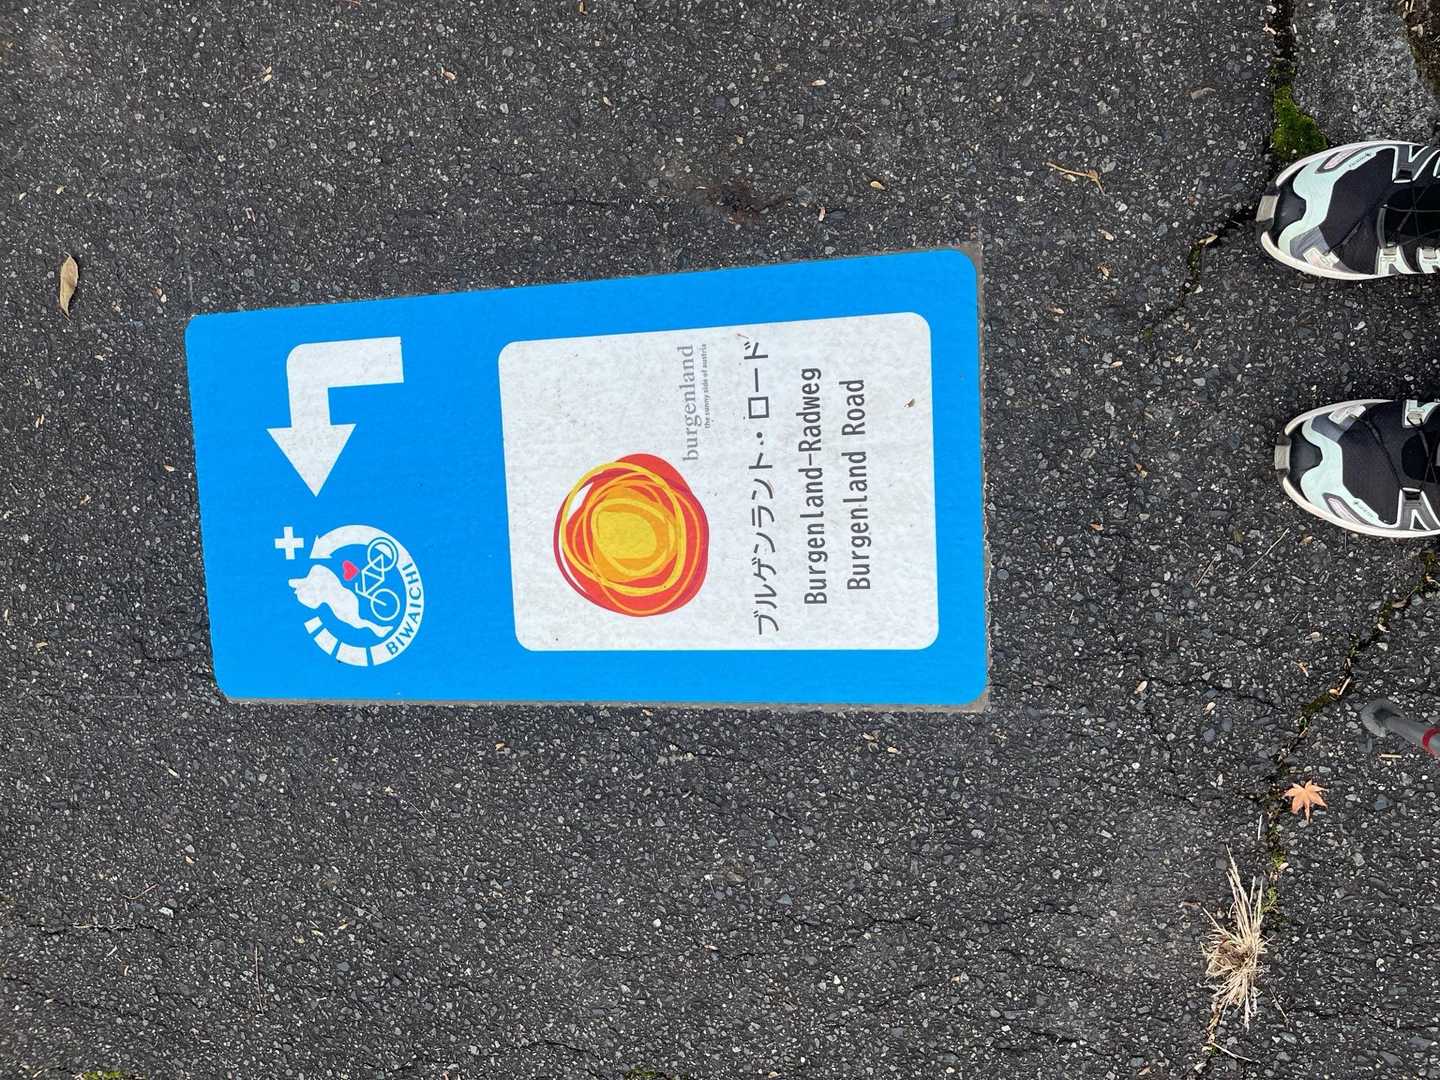 +
BIWAICHI
burgenland
the sunny side of austria
ブルゲンラント・ロード
Burgenland-Radweg
Burgenland Road